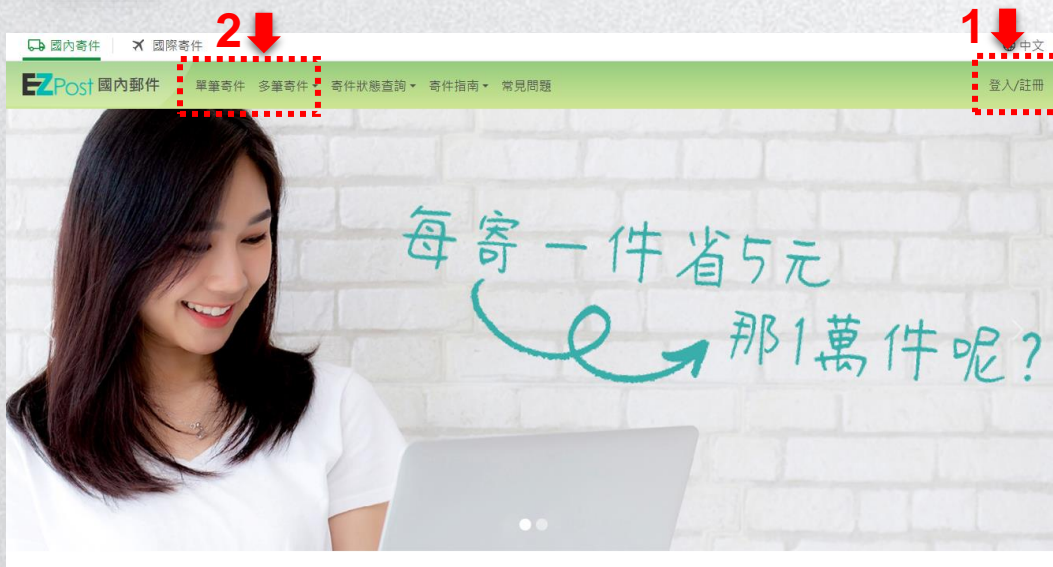 2
1
國內寄件 國際寄件 中文
EZPost 國內郵件 單筆寄件 多筆寄件 寄件狀態查詢 寄件指南 常見問題 登入/註冊
每寄一件省5元
那1萬件呢?